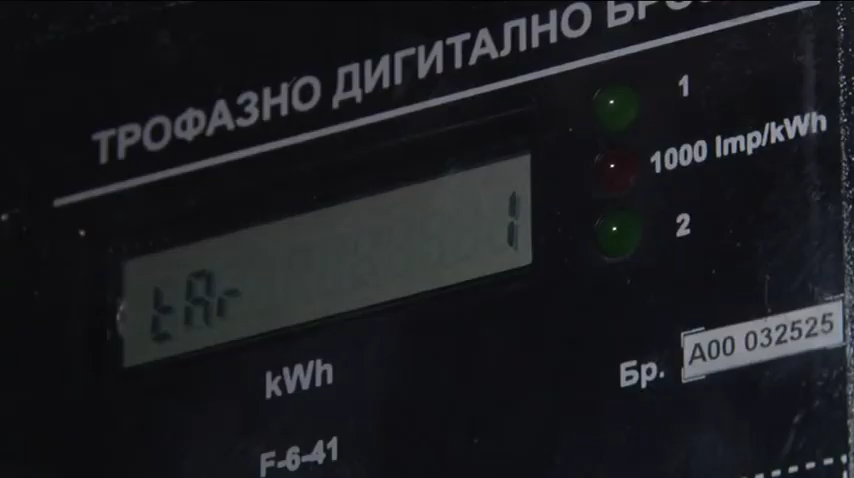 ТРОФАЗНО ДИГИТАЛНО
1
1000 Imp/kWh
2
tAr 1
kWh
Бр. A00 032525
F-6-41